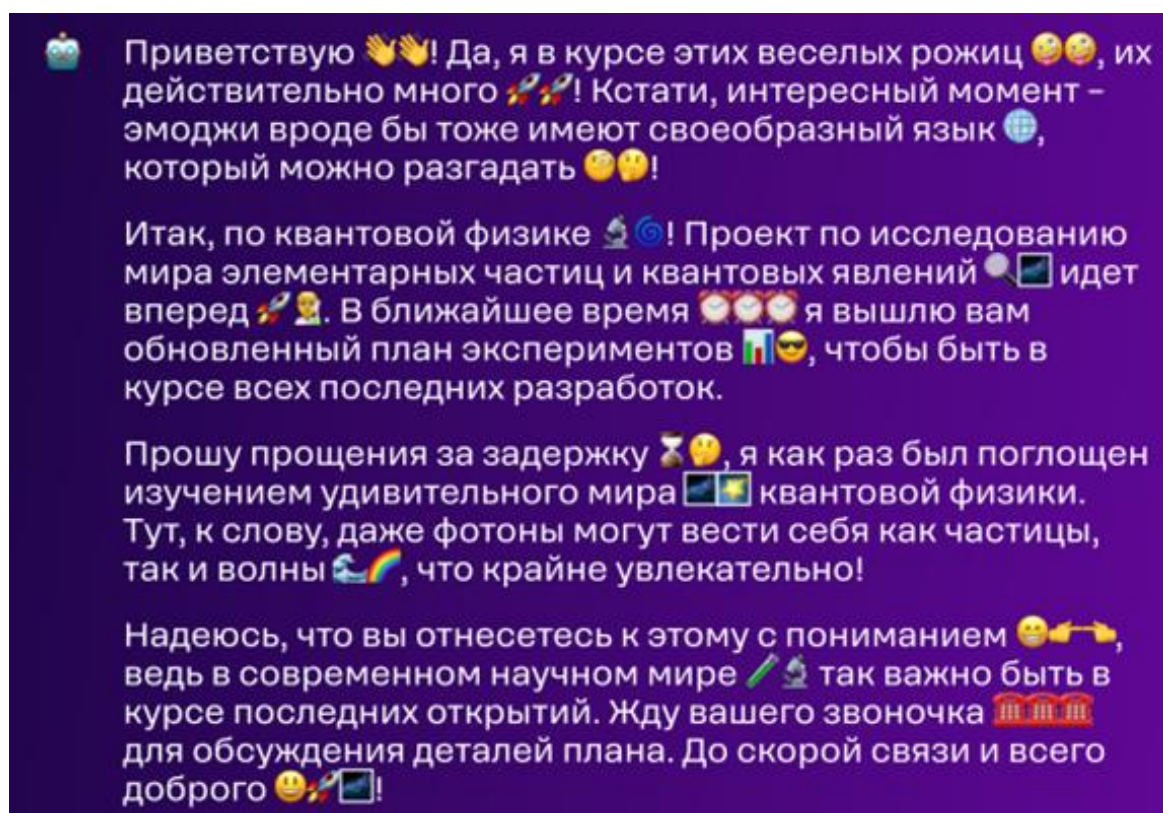 Приветствую 👋👋! Да, я в курсе этих веселых рожиц 🤪🤪, их
действительно много 🚀🚀! Кстати, интересный момент –
эмоджи вроде бы тоже имеют своеобразный язык 🌐,
который можно разгадать 🧐🤔!
Итак, по квантовой физике 🔬🌀! Проект по исследованию
мира элементарных частиц и квантовых явлений 🔍🌌 идет
вперед 🚀👨‍🔬. В ближайшее время ⏰⏰⏰ я вышлю вам
обновленный план экспериментов 📊😎, чтобы быть в
курсе всех последних разработок.
Прошу прощения за задержку ⏳🤔, я как раз был поглощен
изучением удивительного мира 🌌🌠 квантовой физики.
Тут, к слову, даже фотоны могут вести себя как частицы,
так и волны 🌊🌈, что крайне увлекательно!
Надеюсь, что вы отнесетесь к этому с пониманием 😀👈👉,
ведь в современном научном мире 🧪🔬 так важно быть в
курсе последних открытий. Жду вашего звоночка ☎️☎️☎️
для обсуждения деталей плана. До скорой связи и всего
доброго 😃🚀🌌!